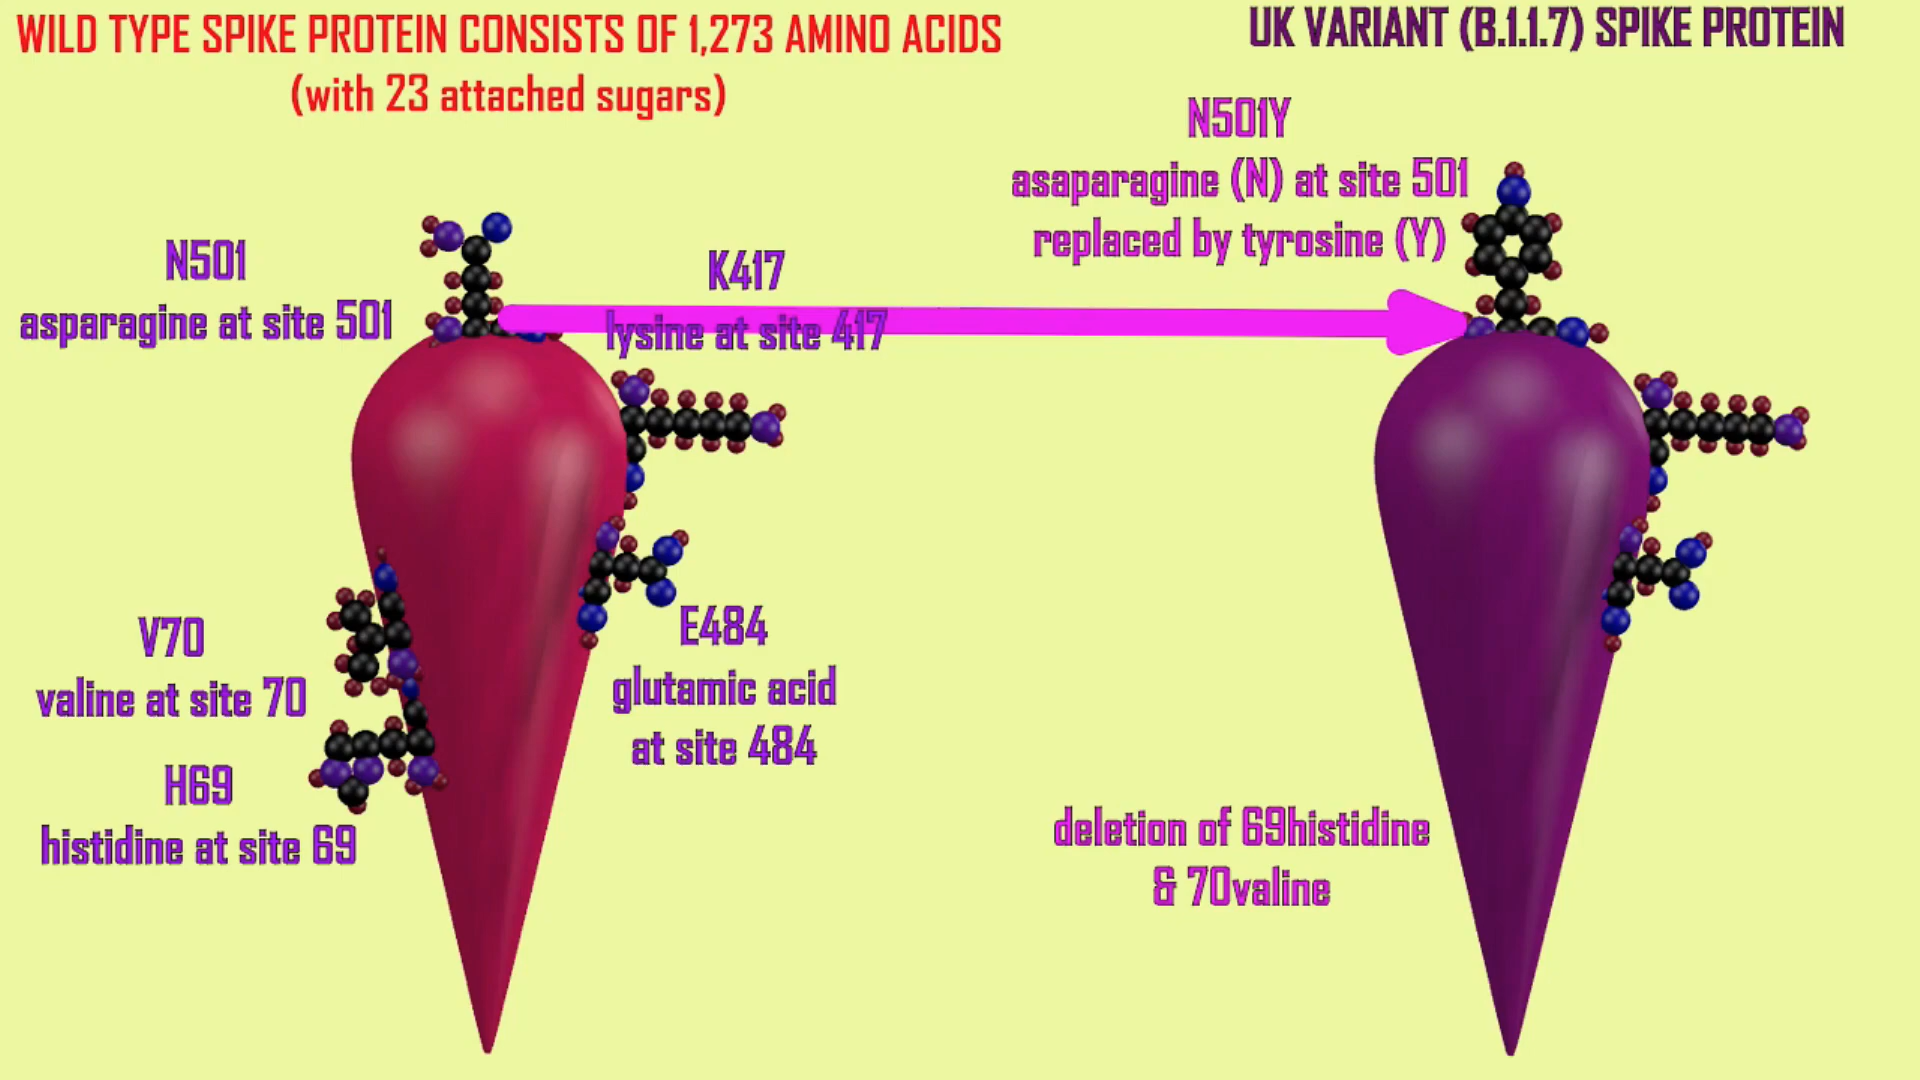 WILD TYPE SPIKE PROTEIN CONSISTS OF 1,273 AMINO ACIDS
(with 23 attached sugars)
UK VARIANT (B.1.1.7) SPIKE PROTEIN
N501Y
asaparagine (N) at site 501
replaced by tyrosine (Y)
N501
asparagine at site 501
K417
lysine at site 417
V70
valine at site 70
E484
glutamic acid
at site 484
H69
histidine at site 69
deletion of 69histidine
& 70valine